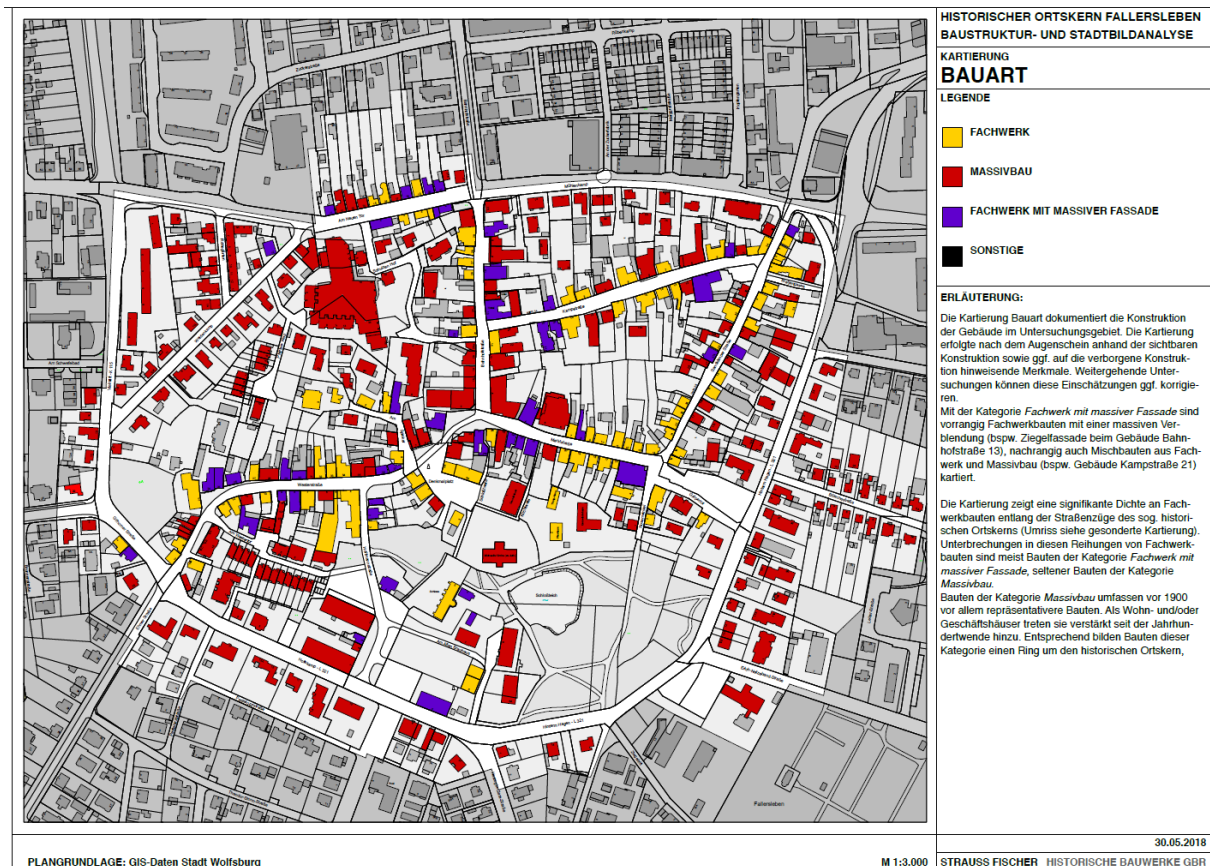 HISTORISCHER ORTSKERN FALLERSLEBEN
BAUSTRUKTUR- UND STADTBILDANALYSE
KARTIERUNG
BAUART
LEGENDE
FACHWERK
MASSIVBAU
FACHWERK MIT MASSIVER FASSADE
SONSTIGE
ERLÄUTERUNG:
Die Kartierung Bauart dokumentiert die Konstruktion
der Gebäude im Untersuchungsgebiet. Die Kartierung
erfolgte nach dem Augenschein anhand der sichtbaren
Konstruktion sowie ggf. auf die verborgene Konstruk-
tion hinweisende Merkmale. Weitergehende Unter-
suchungen können diese Einschätzungen ggf. korrigie-
ren.
Mit der Kategorie Fachwerk mit massiver Fassade sind
vorrangig Fachwerkbauten mit einer massiven Ver-
blendung (bspw. Ziegelfassade beim Gebäude Bahn-
hofstraße 13), nachrangig auch Mischbauten aus Fach-
werk und Massivbau (bspw. Gebäude Kampstraße 21)
kartiert.
Die Kartierung zeigt eine signifikante Dichte an Fach-
werkbauten entlang der Straßenzüge des sog. histori-
schen Ortskerns (Umriss siehe gesonderte Kartierung).
Unterbrechungen in diesen Reihungen von Fachwerk-
bauten sind meist Bauten der Kategorie Fachwerk mit
massiver Fassade, seltener Bauten der Kategorie
Massivbau.
Bauten der Kategorie Massivbau umfassen vor 1900
vor allem repräsentativere Bauten. Als Wohn- und/oder
Geschäftshäuser treten sie verstärkt seit der Jahrhun-
dertwende hinzu. Entsprechend bilden Bauten dieser
Kategorie einen Ring um den historischen Ortskern,
Denkmalplatz
Schloßteich
Fallersleben
30.05.2018
PLANGRUNDLAGE: GIS-Daten Stadt Wolfsburg
M 1:3.000
STRAUSS FISCHER HISTORISCHE BAUWERKE GBR